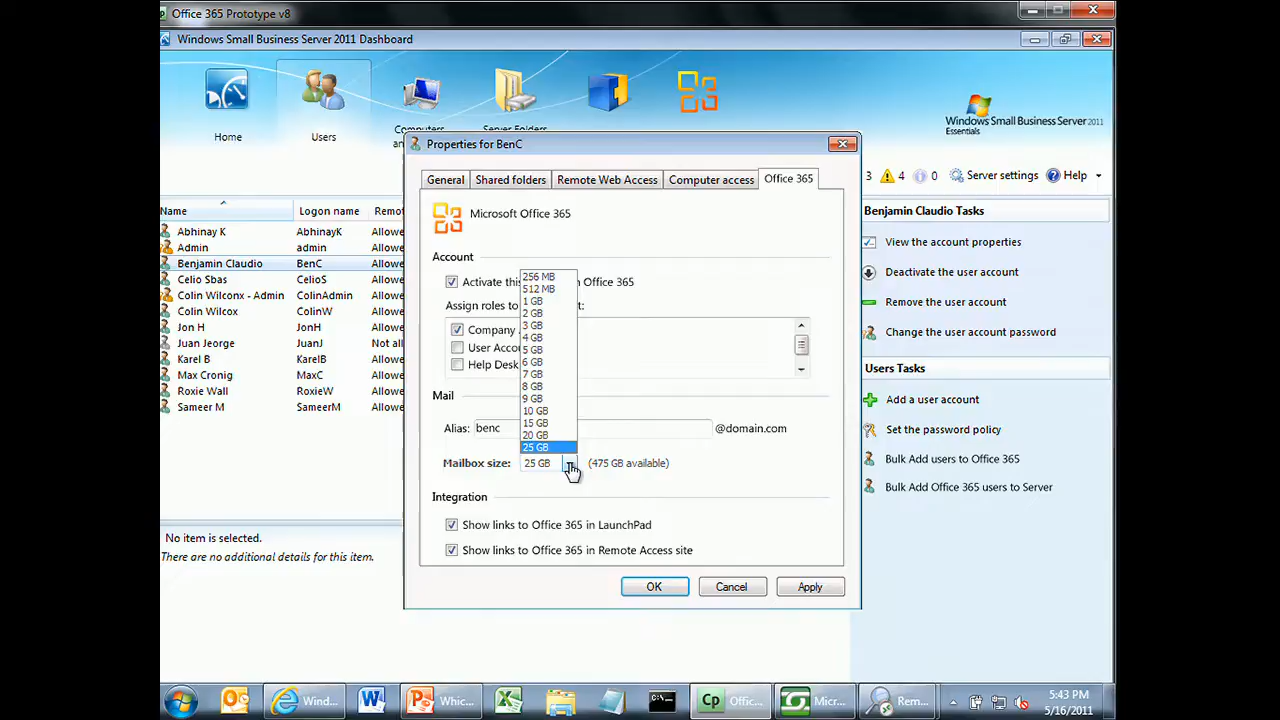 Office 365 Prototype v8
Windows Small Business Server 2011 Dashboard
Home
Users
Computers
Server Folders
Windows Small Business Server 2011
Essentials
Properties for BenC
General
Shared folders
Remote Web Access
Computer access
Office 365
3
4
0
Server settings
Help
Name
Logon name
Abhinay K
AbhinayK
Allowe
Admin
admin
Allowe
Benjamin Claudio
BenC
Allowe
Celio Sbas
CelioS
Allowe
Colin Wilconx - Admin
ColinAdmin
Allowe
Colin Wilcox
ColinW
Allowe
Jon H
JonH
Allowe
Juan Jeorge
JuanJ
Not all
Karel B
KarelB
Allowe
Max Cronig
MaxC
Allowe
Roxie Wall
RoxieW
Allowe
Sameer M
SameerM
Allowe
No item is selected.
There are no additional details for this item.
Microsoft Office 365
Account
Activate
Office 365
Assign roles to
Company
User
Help Desk
256 MB
512 MB
1 GB
2 GB
3 GB
4 GB
5 GB
6 GB
7 GB
8 GB
9 GB
10 GB
15 GB
20 GB
25 GB
Mail
Alias:
benc
@domain.com
Mailbox size:
25 GB
(475 GB available)
Integration
Show links to Office 365 in LaunchPad
Show links to Office 365 in Remote Access site
OK
Cancel
Apply
Benjamin Claudio Tasks
View the account properties
Deactivate the user account
Remove the user account
Change the user account password
Users Tasks
Add a user account
Set the password policy
Bulk Add users to Office 365
Bulk Add Office 365 users to Server
Wind...
Whic...
Cp
Offic...
Micr...
Rem...
5:43 PM
5/16/2011